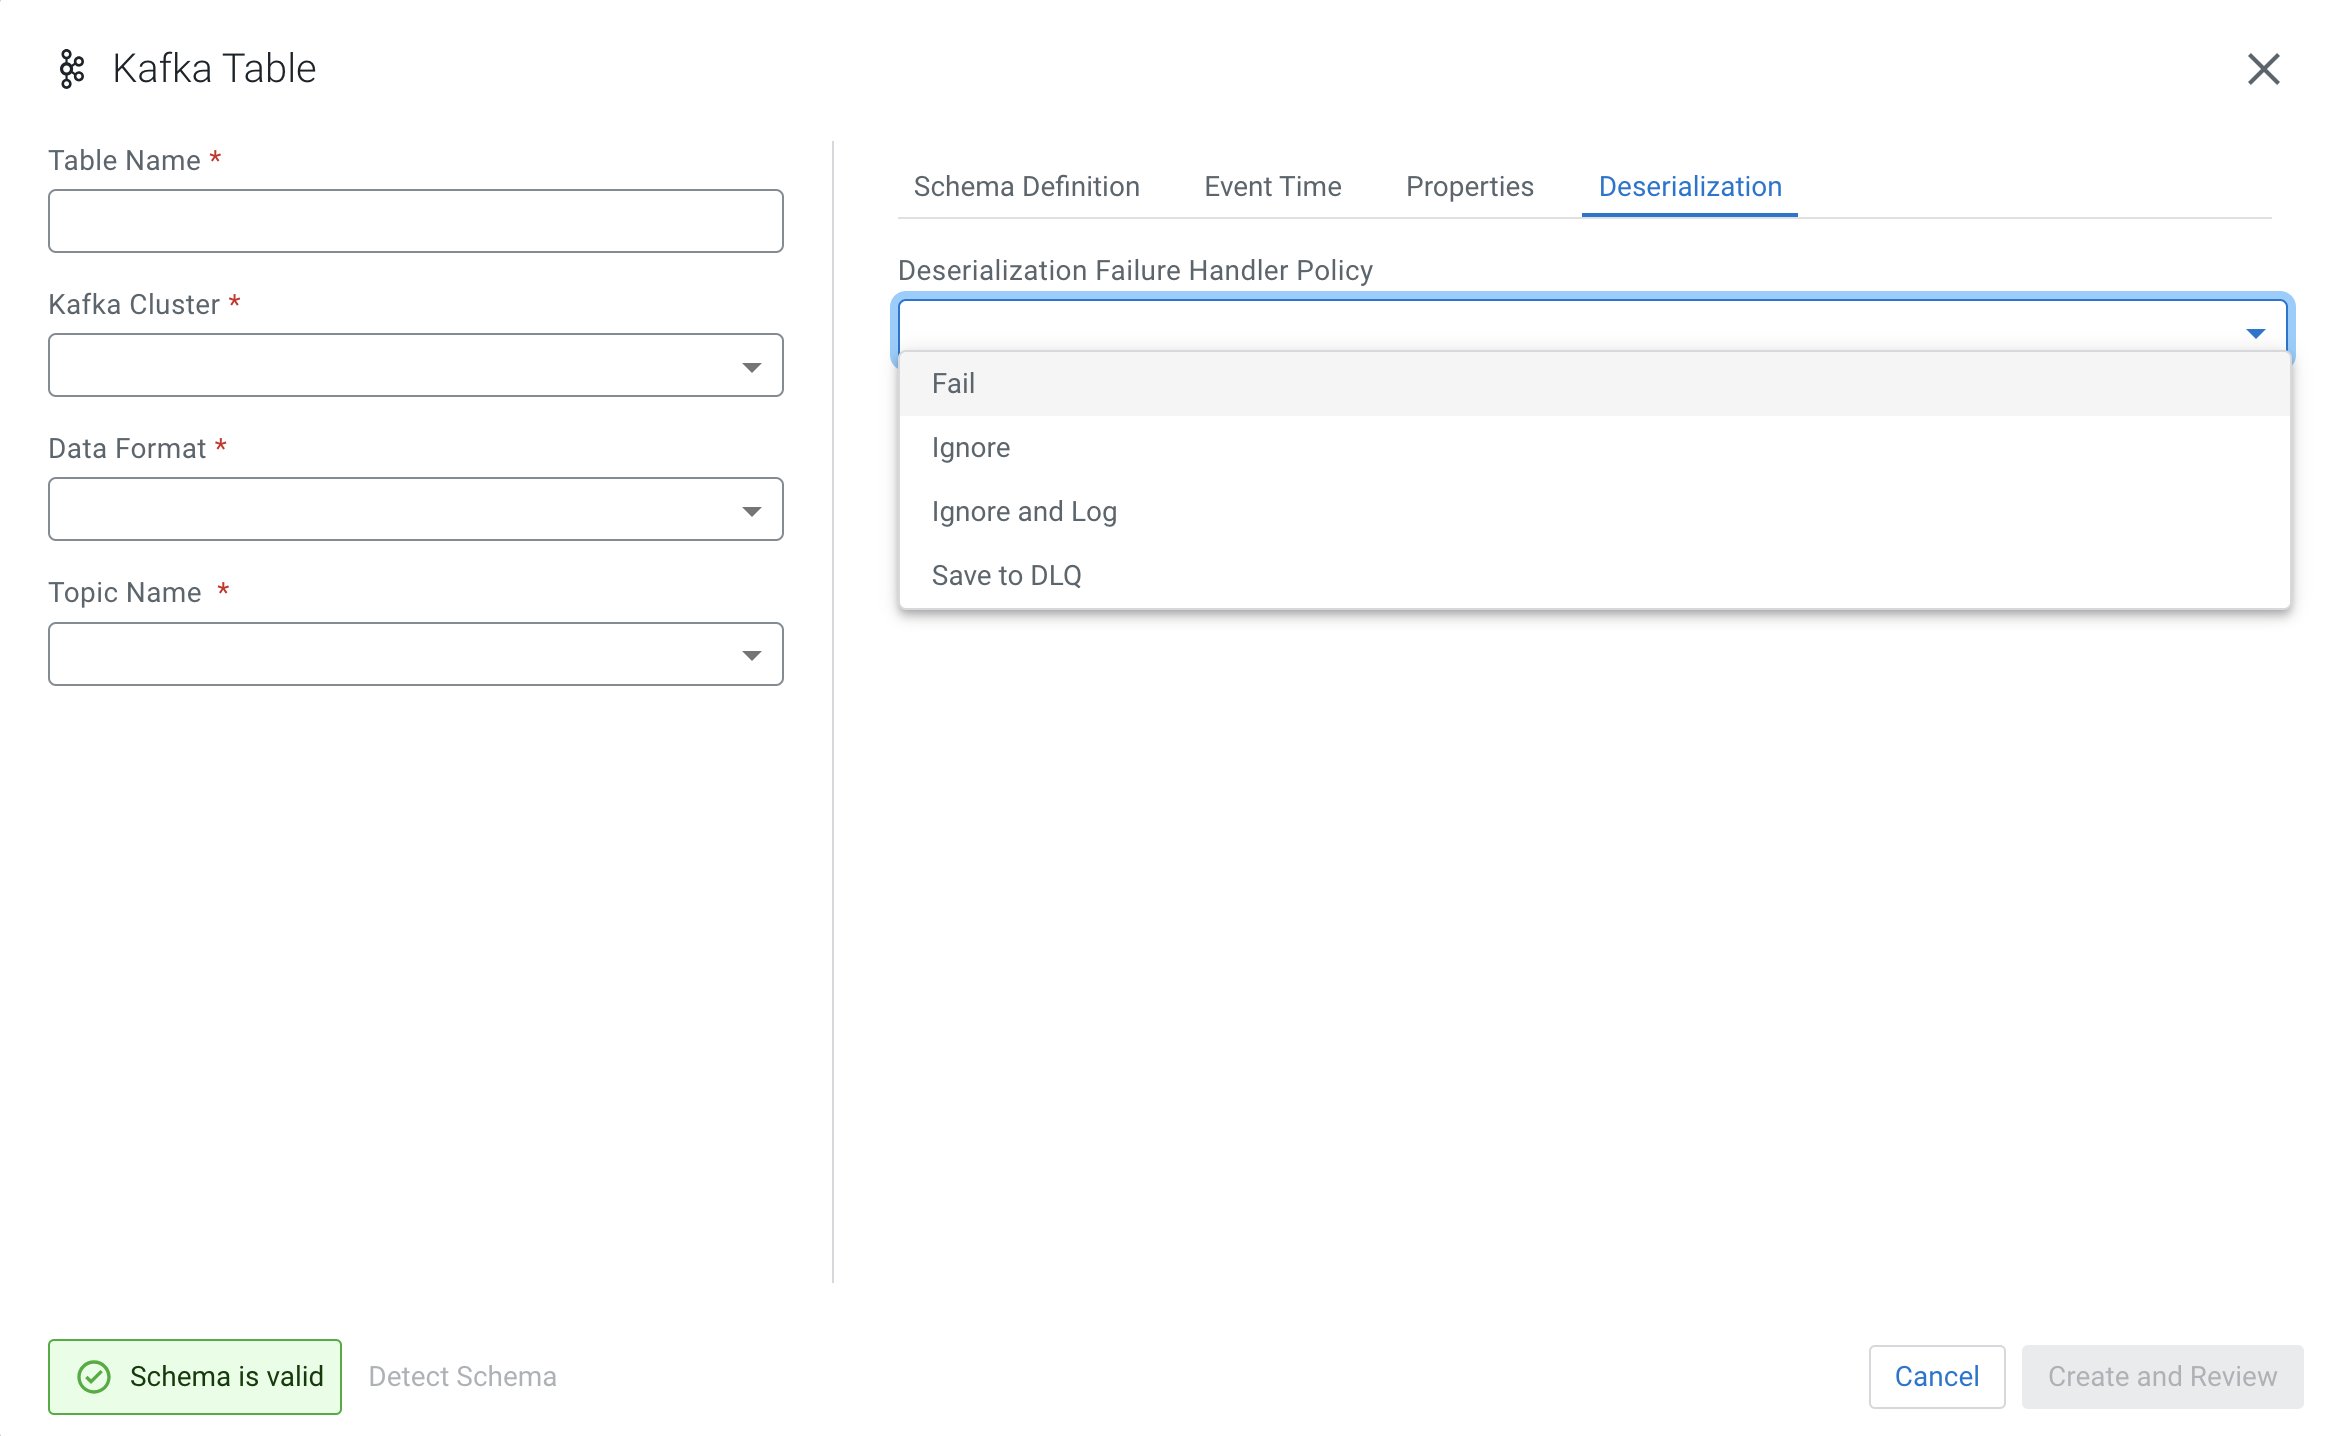 Kafka Table
Table Name *
Kafka Cluster *
Data Format *
Topic Name *
Schema Definition Event Time Properties Deserialization
Deserialization Failure Handler Policy
Fail
Ignore
Ignore and Log
Save to DLQ
Schema is valid Detect Schema Cancel Create and Review